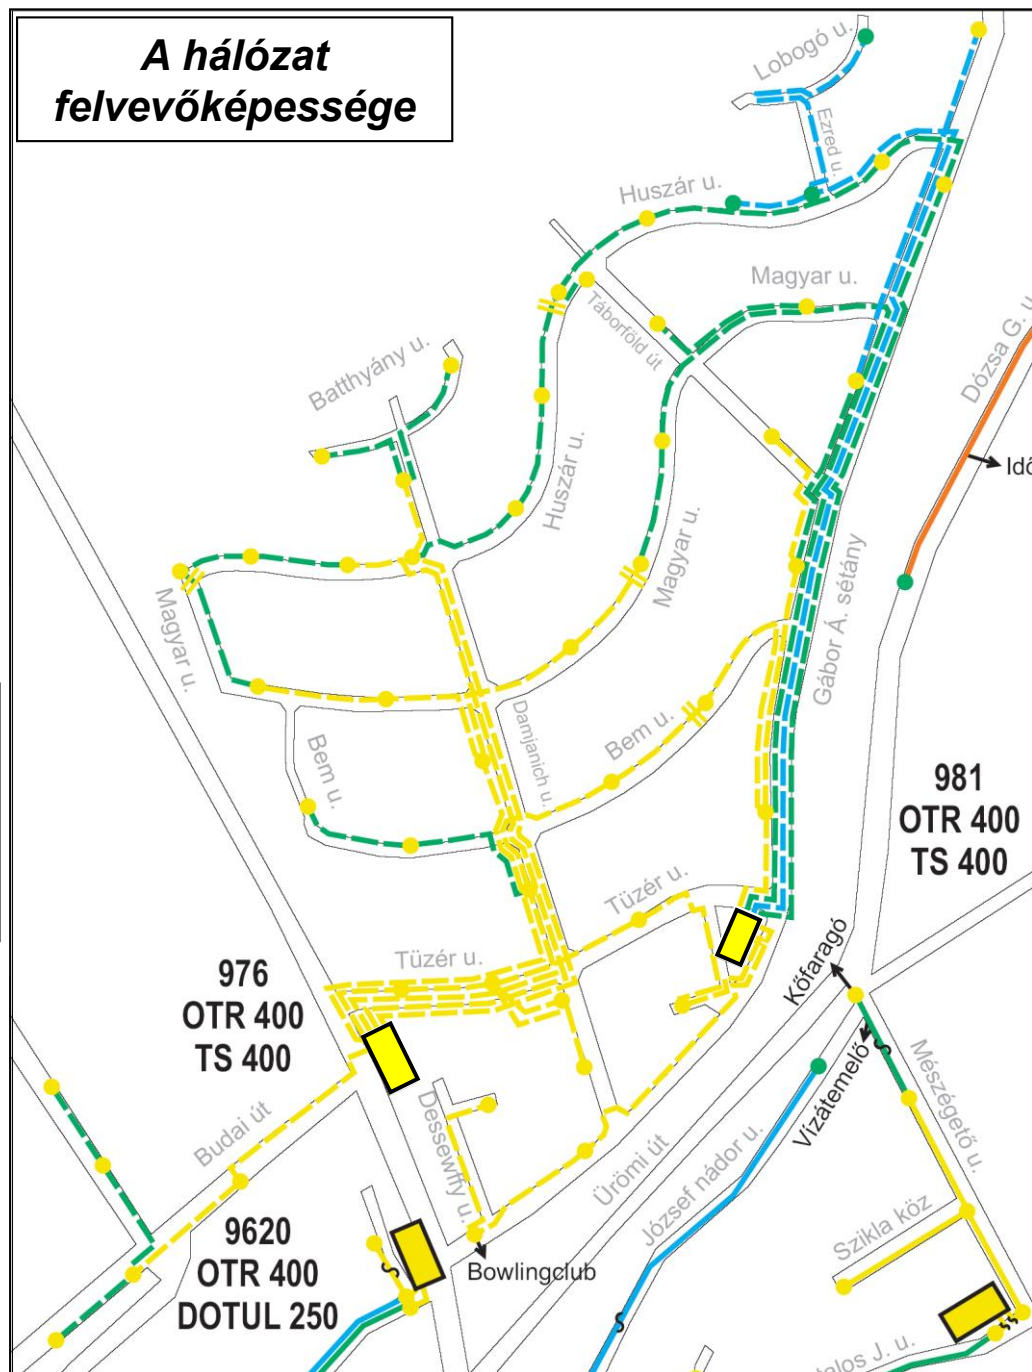 A hálózat
felvevőképessége
Lobogó u.
Ezred u.
Huszár u.
Magyar u.
Táborföld út
Dózsa G. u.
Batthyány u.
Idő
Huszár u.
Magyar u.
Gábor Á. sétány
Magyar u.
Damjanich u.
Bem u.
Bem u.
981
OTR 400
TS 400
Tüzér u.
Tüzér u.
Kőfaragó
976
OTR 400
TS 400
Vízátemelő
Mészégető u.
Budai út
Dessewffy u.
Ürömi út
József nádor u.
Szikla köz
9620
OTR 400
DOTUL 250
Bowlingclub
talos J. u.